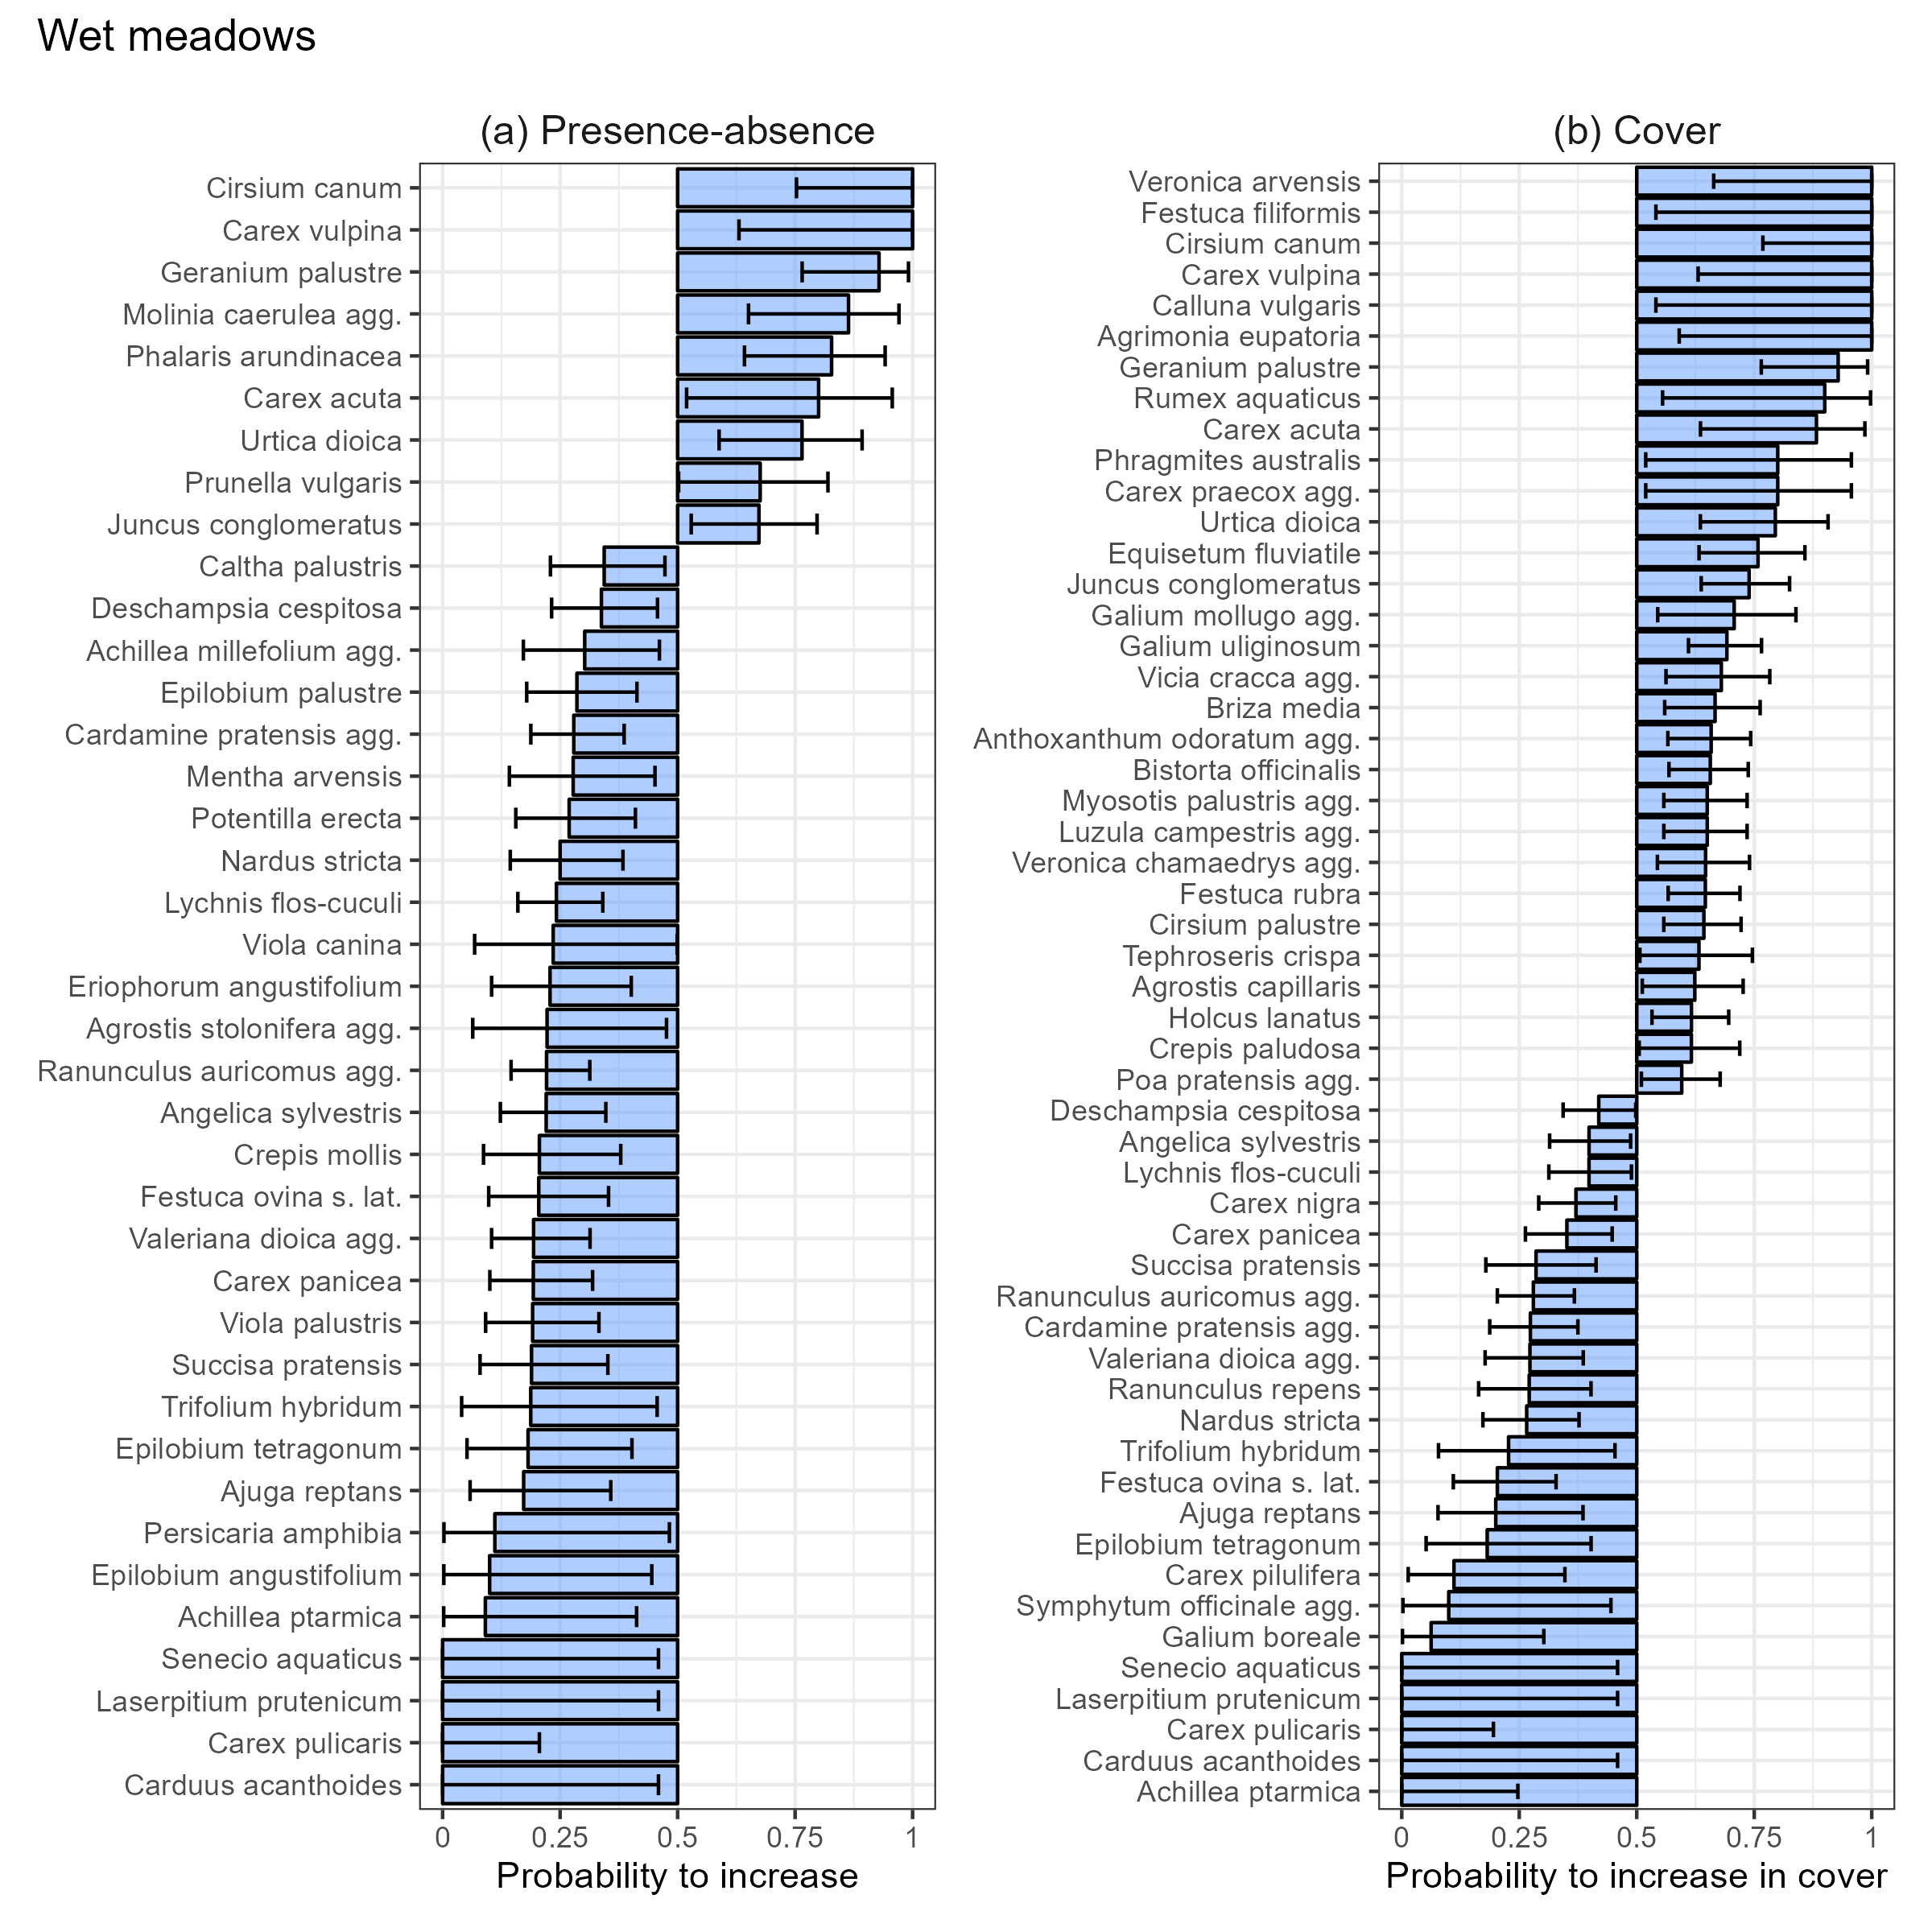 Wet meadows
(a) Presence-absence
Cirsium canum
Carex vulpina
Geranium palustre
Molinia caerulea agg.
Phalaris arundinacea
Carex acuta
Urtica dioica
Prunella vulgaris
Juncus conglomeratus
Caltha palustris
Deschampsia cespitosa
Achillea millefolium agg.
Epilobium palustre
Cardamine pratensis agg.
Mentha arvensis
Potentilla erecta
Nardus stricta
Lychnis flos-cuculi
Viola canina
Eriophorum angustifolium
Agrostis stolonifera agg.
Ranunculus auricomus agg.
Angelica sylvestris
Crepis mollis
Festuca ovina s. lat.
Valeriana dioica agg.
Carex panicea
Viola palustris
Succisa pratensis
Trifolium hybridum
Epilobium tetragonum
Ajuga reptans
Persicaria amphibia
Epilobium angustifolium
Achillea ptarmica
Senecio aquaticus
Laserpitium prutenicum
Carex pulicaris
Carduus acanthoides
0 0.25 0.5 0.75 1
Probability to increase
(b) Cover
Veronica arvensis
Festuca filiformis
Cirsium canum
Carex vulpina
Calluna vulgaris
Agrimonia eupatoria
Geranium palustre
Rumex aquaticus
Carex acuta
Phragmites australis
Carex praecox agg.
Urtica dioica
Equisetum fluviatile
Juncus conglomeratus
Galium mollugo agg.
Galium uliginosum
Vicia cracca agg.
Briza media
Anthoxanthum odoratum agg.
Bistorta officinalis
Myosotis palustris agg.
Luzula campestris agg.
Veronica chamaedrys agg.
Festuca rubra
Cirsium palustre
Tephroseris crispa
Agrostis capillaris
Holcus lanatus
Crepis paludosa
Poa pratensis agg.
Deschampsia cespitosa
Angelica sylvestris
Lychnis flos-cuculi
Carex nigra
Carex panicea
Succisa pratensis
Ranunculus auricomus agg.
Cardamine pratensis agg.
Valeriana dioica agg.
Ranunculus repens
Nardus stricta
Trifolium hybridum
Festuca ovina s. lat.
Ajuga reptans
Epilobium tetragonum
Carex pilulifera
Symphytum officinale agg.
Galium boreale
Senecio aquaticus
Laserpitium prutenicum
Carex pulicaris
Carduus acanthoides
Achillea ptarmica
0 0.25 0.5 0.75 1
Probability to increase in cover